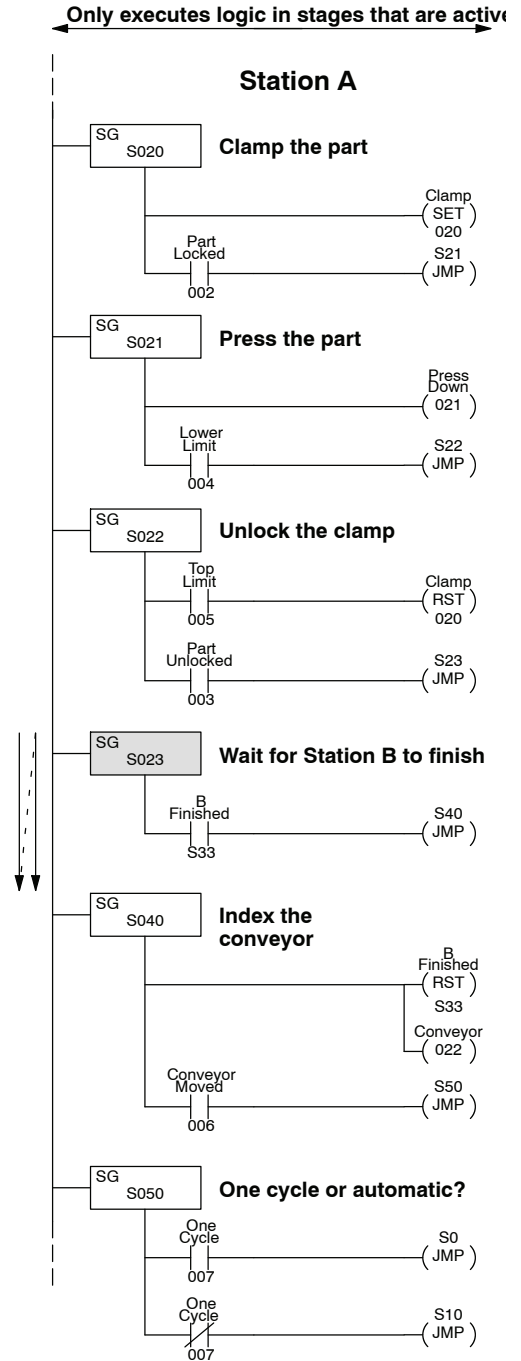 Only executes logic in stages that are active
Station A
SG
S020
Clamp the part
Clamp
SET
020
Part
Locked
002
S21
JMP
SG
S021
Press the part
Press
Down
021
Lower
Limit
004
S22
JMP
SG
S022
Unlock the clamp
Top
Limit
005
Clamp
RST
020
Part
Unlocked
003
S23
JMP
SG
S023
Wait for Station B to finish
B
Finished
S33
S40
JMP
SG
S040
Index the
conveyor
B
Finished
RST
S33
Conveyor
022
Conveyor
Moved
006
S50
JMP
SG
S050
One cycle or automatic?
One
Cycle
007
S0
JMP
One
Cycle
007
S10
JMP